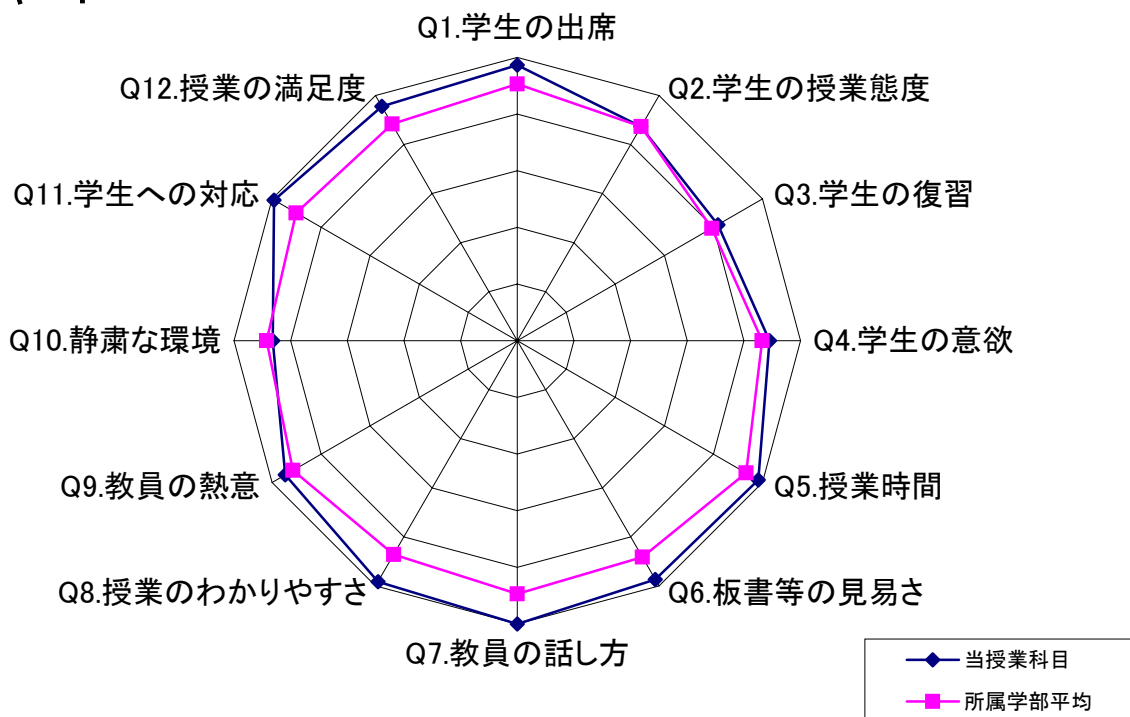 Q1.学生の出席
Q2.学生の授業態度
Q3.学生の復習
Q4.学生の意欲
Q5.授業時間
Q6.板書等の見易さ
Q7.教員の話し方
Q8.授業のわかりやすさ
Q9.教員の熱意
Q10.静粛な環境
Q11.学生への対応
Q12.授業の満足度
当授業科目
所属学部平均